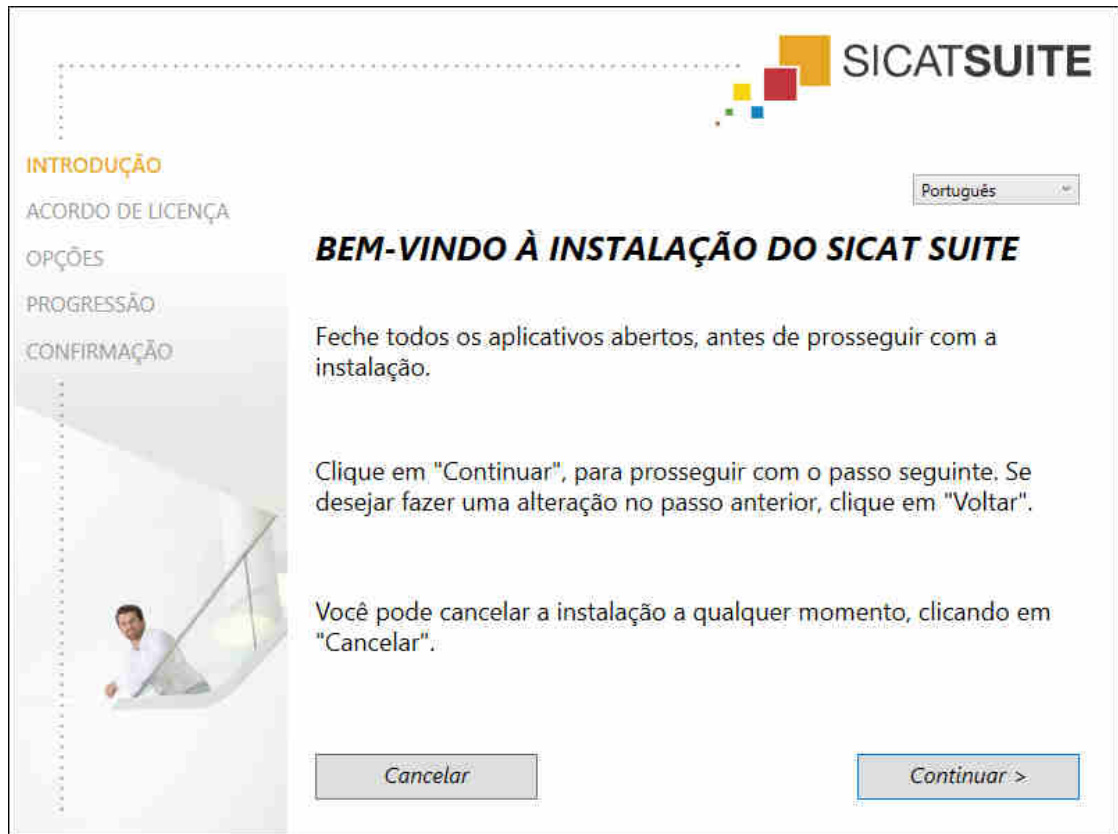 SICATSUITE
INTRODUÇÃO
ACORDO DE LICENÇA
OPÇÕES
PROGRESSÃO
CONFIRMAÇÃO
Português
BEM-VINDO À INSTALAÇÃO DO SICAT SUITE
Feche todos os aplicativos abertos, antes de prosseguir com a
instalação.
Clique em "Continuar", para prosseguir com o passo seguinte. Se
desejar fazer uma alteração no passo anterior, clique em "Voltar".
Você pode cancelar a instalação a qualquer momento, clicando em
"Cancelar".
Cancelar
Continuar >